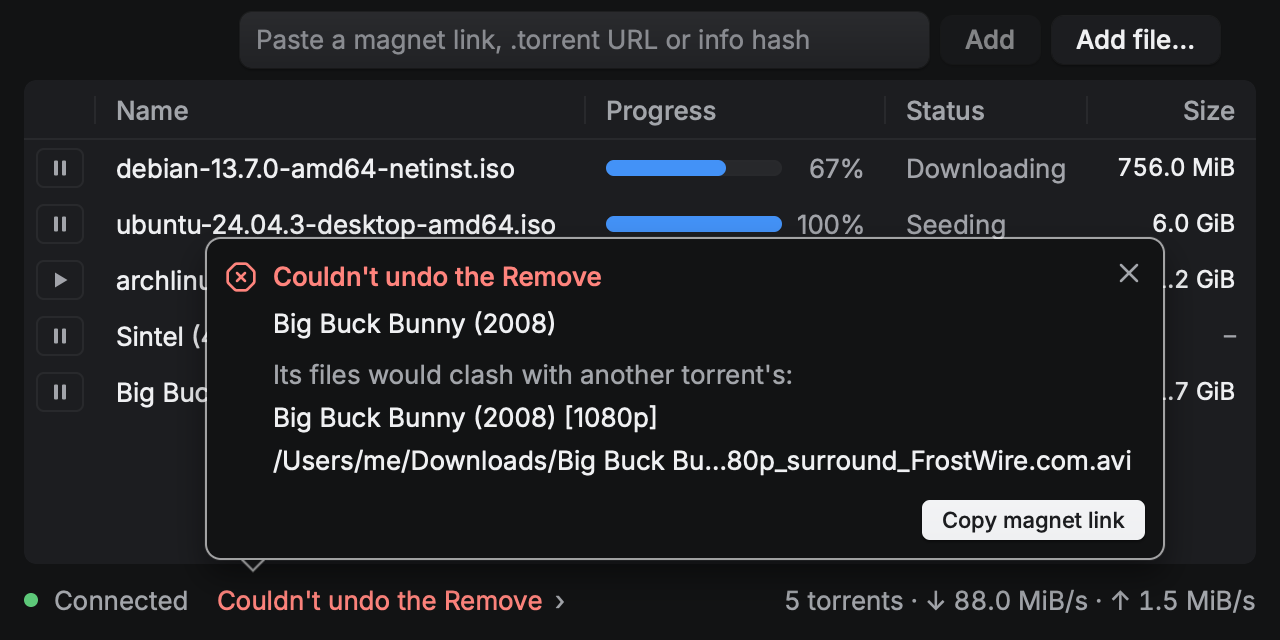 Paste a magnet link, .torrent URL or info hash
Add
Add file...
Name Progress Status Size
debian-13.7.0-amd64-netinst.iso 67% Downloading 756.0 MiB
ubuntu-24.04.3-desktop-amd64.iso 100% Seeding 6.0 GiB
archlinu .2 GiB
Sintel (4 –
Big Buc .7 GiB
Couldn't undo the Remove
Big Buck Bunny (2008)
Its files would clash with another torrent's:
Big Buck Bunny (2008) [1080p]
/Users/me/Downloads/Big Buck Bu...80p_surround_FrostWire.com.avi
Copy magnet link
Connected Couldn't undo the Remove › 5 torrents · ↓ 88.0 MiB/s · ↑ 1.5 MiB/s